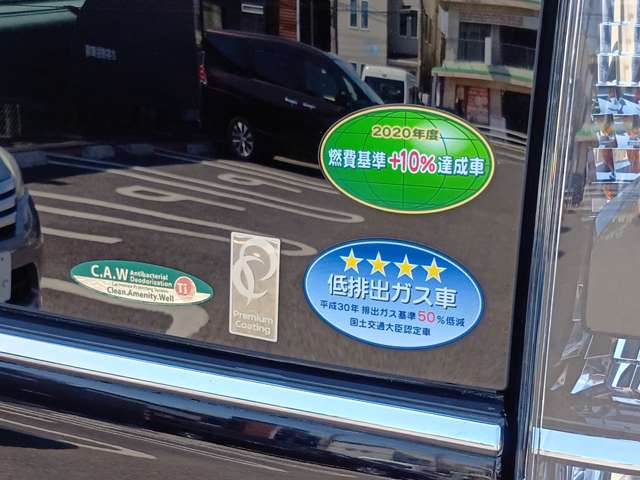 2020年度
燃費基準+10%達成車
低排出ガス車
平成30年 排出ガス基準50%低減
国土交通大臣認定車
C.A.W Antibacterial
Deodorization
Ti
Clean.Amenity.Well
Premium
Coating